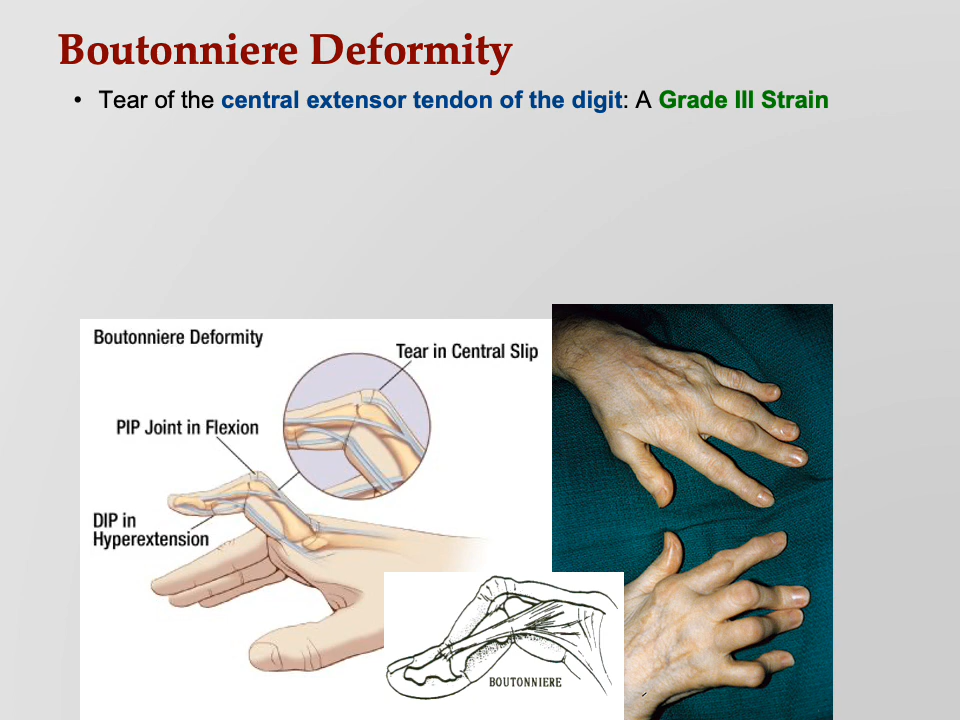 Boutonniere Deformity
• Tear of the central extensor tendon of the digit: A Grade III Strain
Boutonniere Deformity
Tear in Central Slip
PIP Joint in Flexion
DIP in
Hyperextension
BOUTONNIERE